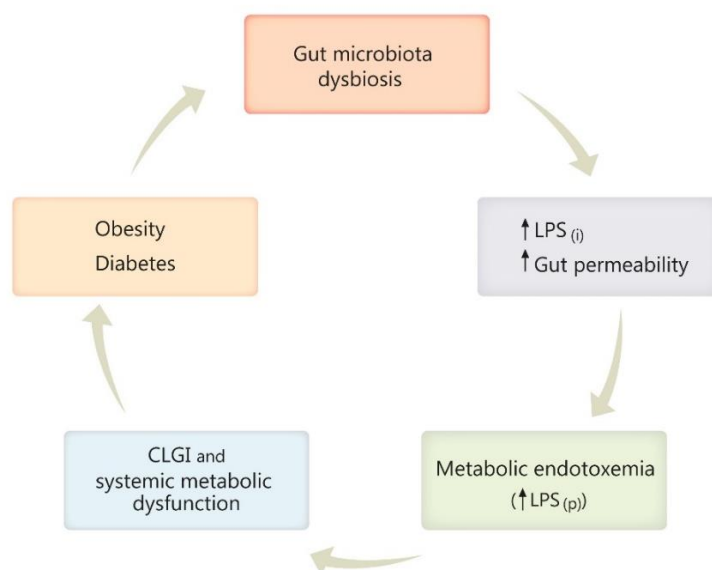 Gut microbiota
dysbiosis
↑ LPS (i)
↑ Gut permeability
Metabolic endotoxemia
(↑LPS (p))
CLGI and
systemic metabolic
dysfunction
Obesity
Diabetes